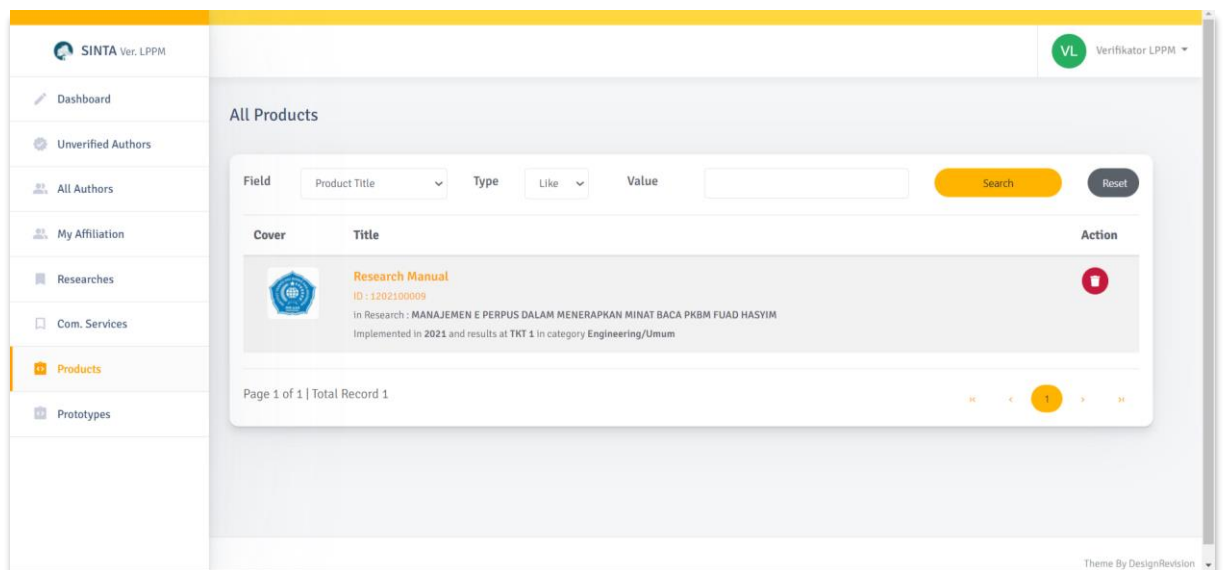 SINTA Ver. LPPM
VL
Verifikator LPPM
Dashboard
Unverified Authors
All Authors
My Affiliation
Researches
Com. Services
Products
Prototypes
All Products
Field Product Title Type Like Value Search Reset
Cover Title Action
Research Manual
ID : 1202100009
in Research : MANAJEMEN E PERPUS DALAM MENERAPKAN MINAT BACA PKBM FUAD HASYIM
Implemented in 2021 and results at TKT 1 in category Engineering/Umum
Page 1 of 1 | Total Record 1
« ‹ 1 › »
Theme By DesignRevision